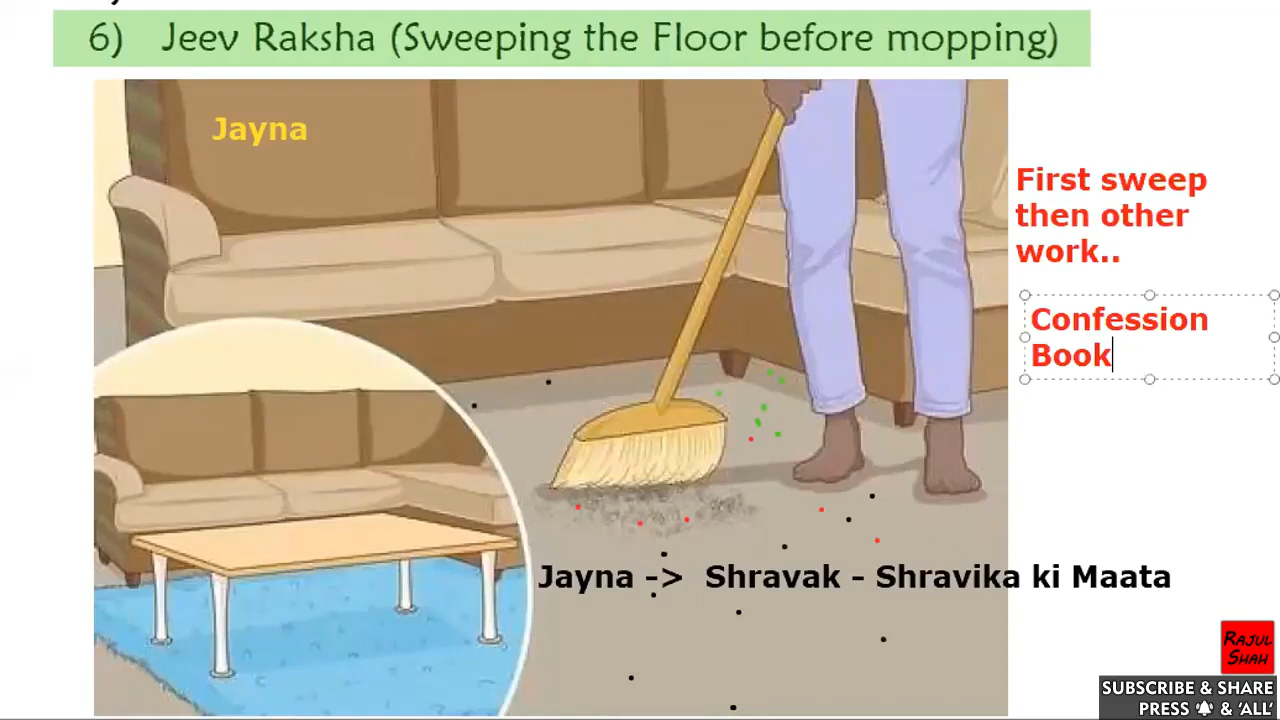 6) Jeev Raksha (Sweeping the Floor before mopping)
Jayna
First sweep
then other
work..
Confession
Book
Jayna -> Shravak - Shravika ki Maata
RAJUL
SHAH
SUBSCRIBE & SHARE
PRESS & 'ALL'